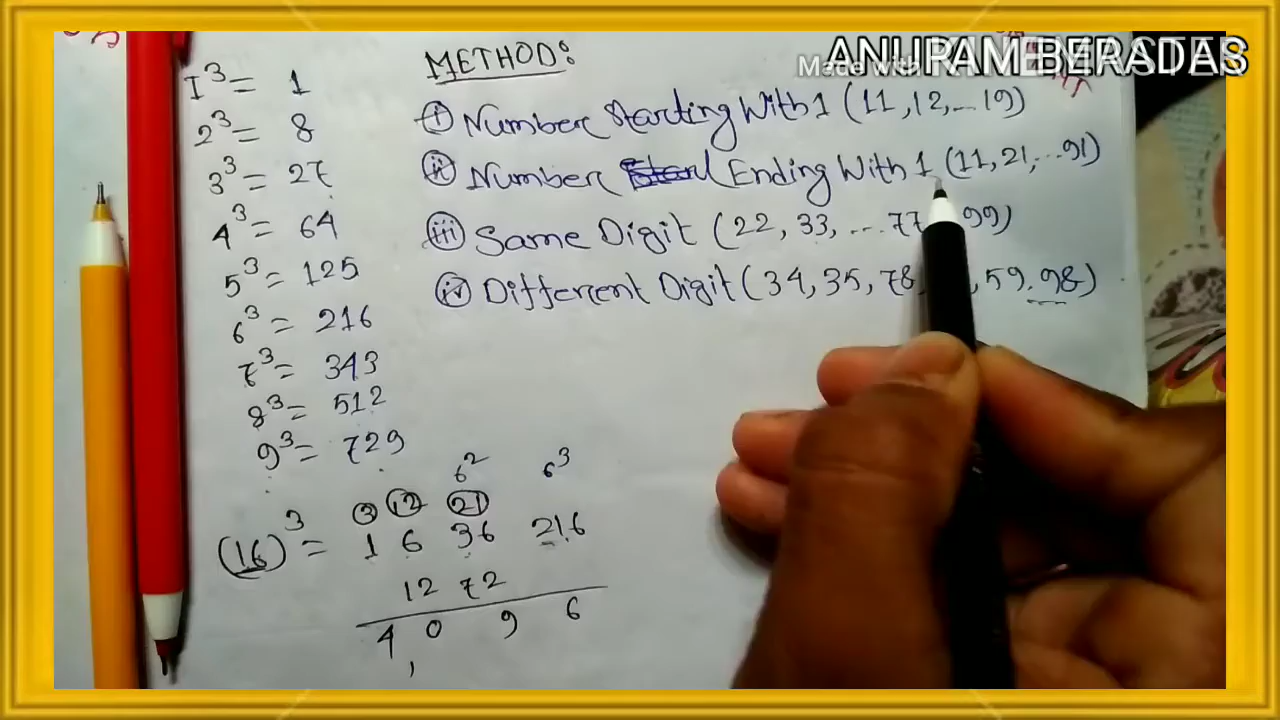 ANUPAM BERADAS
Made with
METHOD:
1³ = 1
2³ = 8
3³ = 27
4³ = 64
5³ = 125
6³ = 216
7³ = 343
8³ = 512
9³ = 729
(i) Number Starting With 1 (11, 12, ... 19)
(ii) Number Ending With 1 (11, 21, ... 91)
(iii) Same Digit (22, 33, ... 77 99)
(iv) Different Digit (34, 35, 78, , 59, 98)
6² 6³
3 12 21
(16)³ = 1 6 36 216
12 72
4, 0 9 6